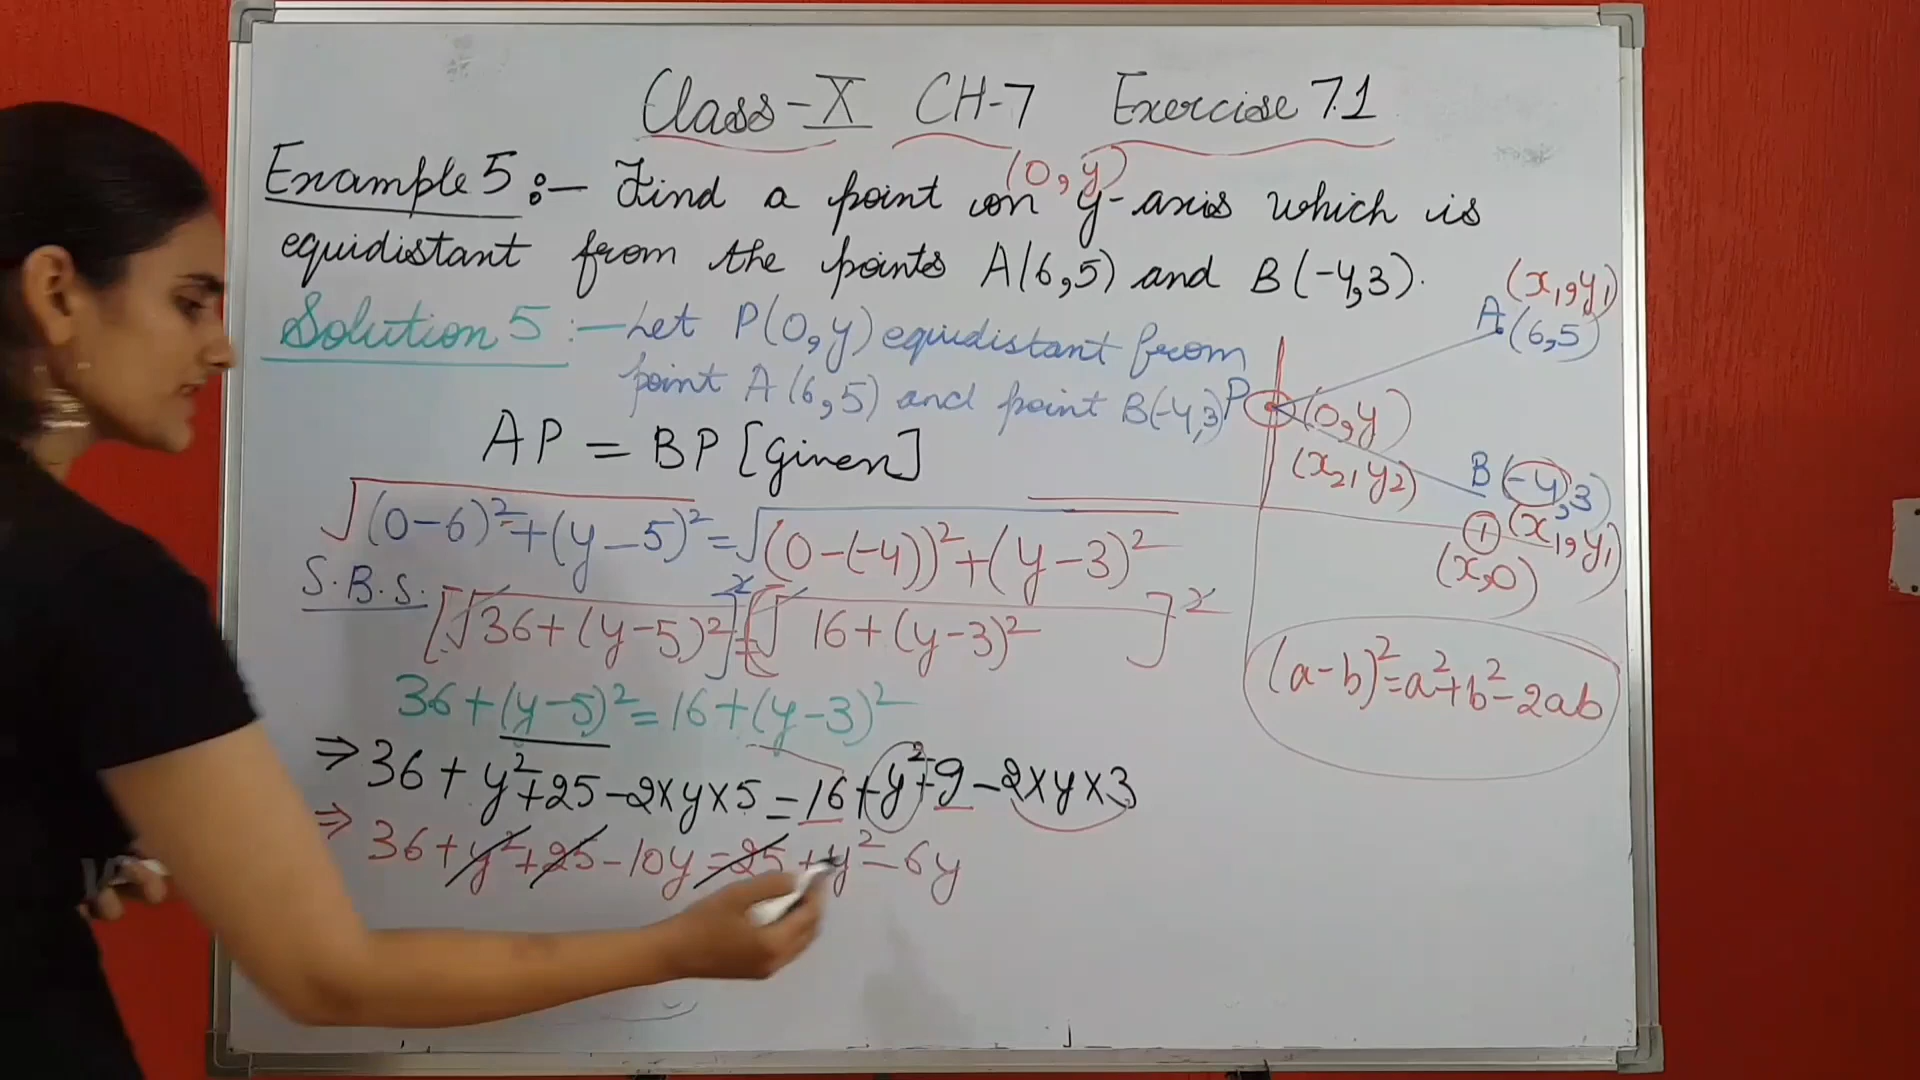 Class-X CH-7 Exercise 7.1
(0,y)
Example 5:- Find a point on y-axis which is
equidistant from the points A(6,5) and B(-4,3).
Solution 5:- Let P(0,y) equidistant from
point A(6,5) and point B(-4,3)
AP = BP [Given]
√(0-6)²+(y-5)² = √(0-(-4))²+(y-3)²
S.B.S. [√36+(y-5)²]² = [√16+(y-3)²]²
36+(y-5)²=16+(y-3)²
⇒ 36+y²+25-2xyx5=16+y²+9-2xyx3
⇒ 36+y²+25-10y=25+y²-6y
(x₁,y₁)
A(6,5)
P (0,y)
(x₂,y₂)
B(-4,3)
(x₁,y₁)
(x,0)
(a-b)²=a²+b²-2ab